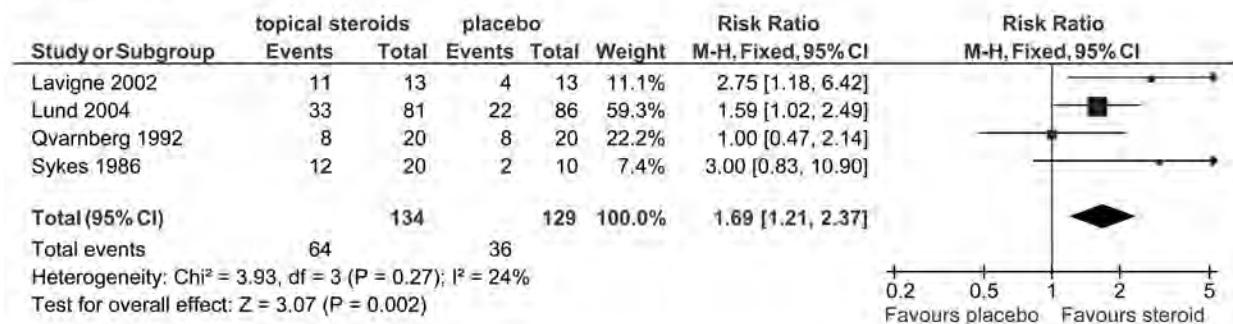 topical steroids placebo Risk Ratio Risk Ratio
Study or Subgroup Events Total Events Total Weight M-H, Fixed, 95% CI M-H, Fixed, 95% CI
Lavigne 2002 11 13 4 13 11.1% 2.75 [1.18, 6.42]
Lund 2004 33 81 22 86 59.3% 1.59 [1.02, 2.49]
Qvarnberg 1992 8 20 8 20 22.2% 1.00 [0.47, 2.14]
Sykes 1986 12 20 2 10 7.4% 3.00 [0.83, 10.90]
Total (95% CI) 134 129 100.0% 1.69 [1.21, 2.37]
Total events 64 36
Heterogeneity: Chi² = 3.93, df = 3 (P = 0.27); I² = 24%
Test for overall effect: Z = 3.07 (P = 0.002)
0.2 0.5 1 2 5
Favours placebo Favours steroid